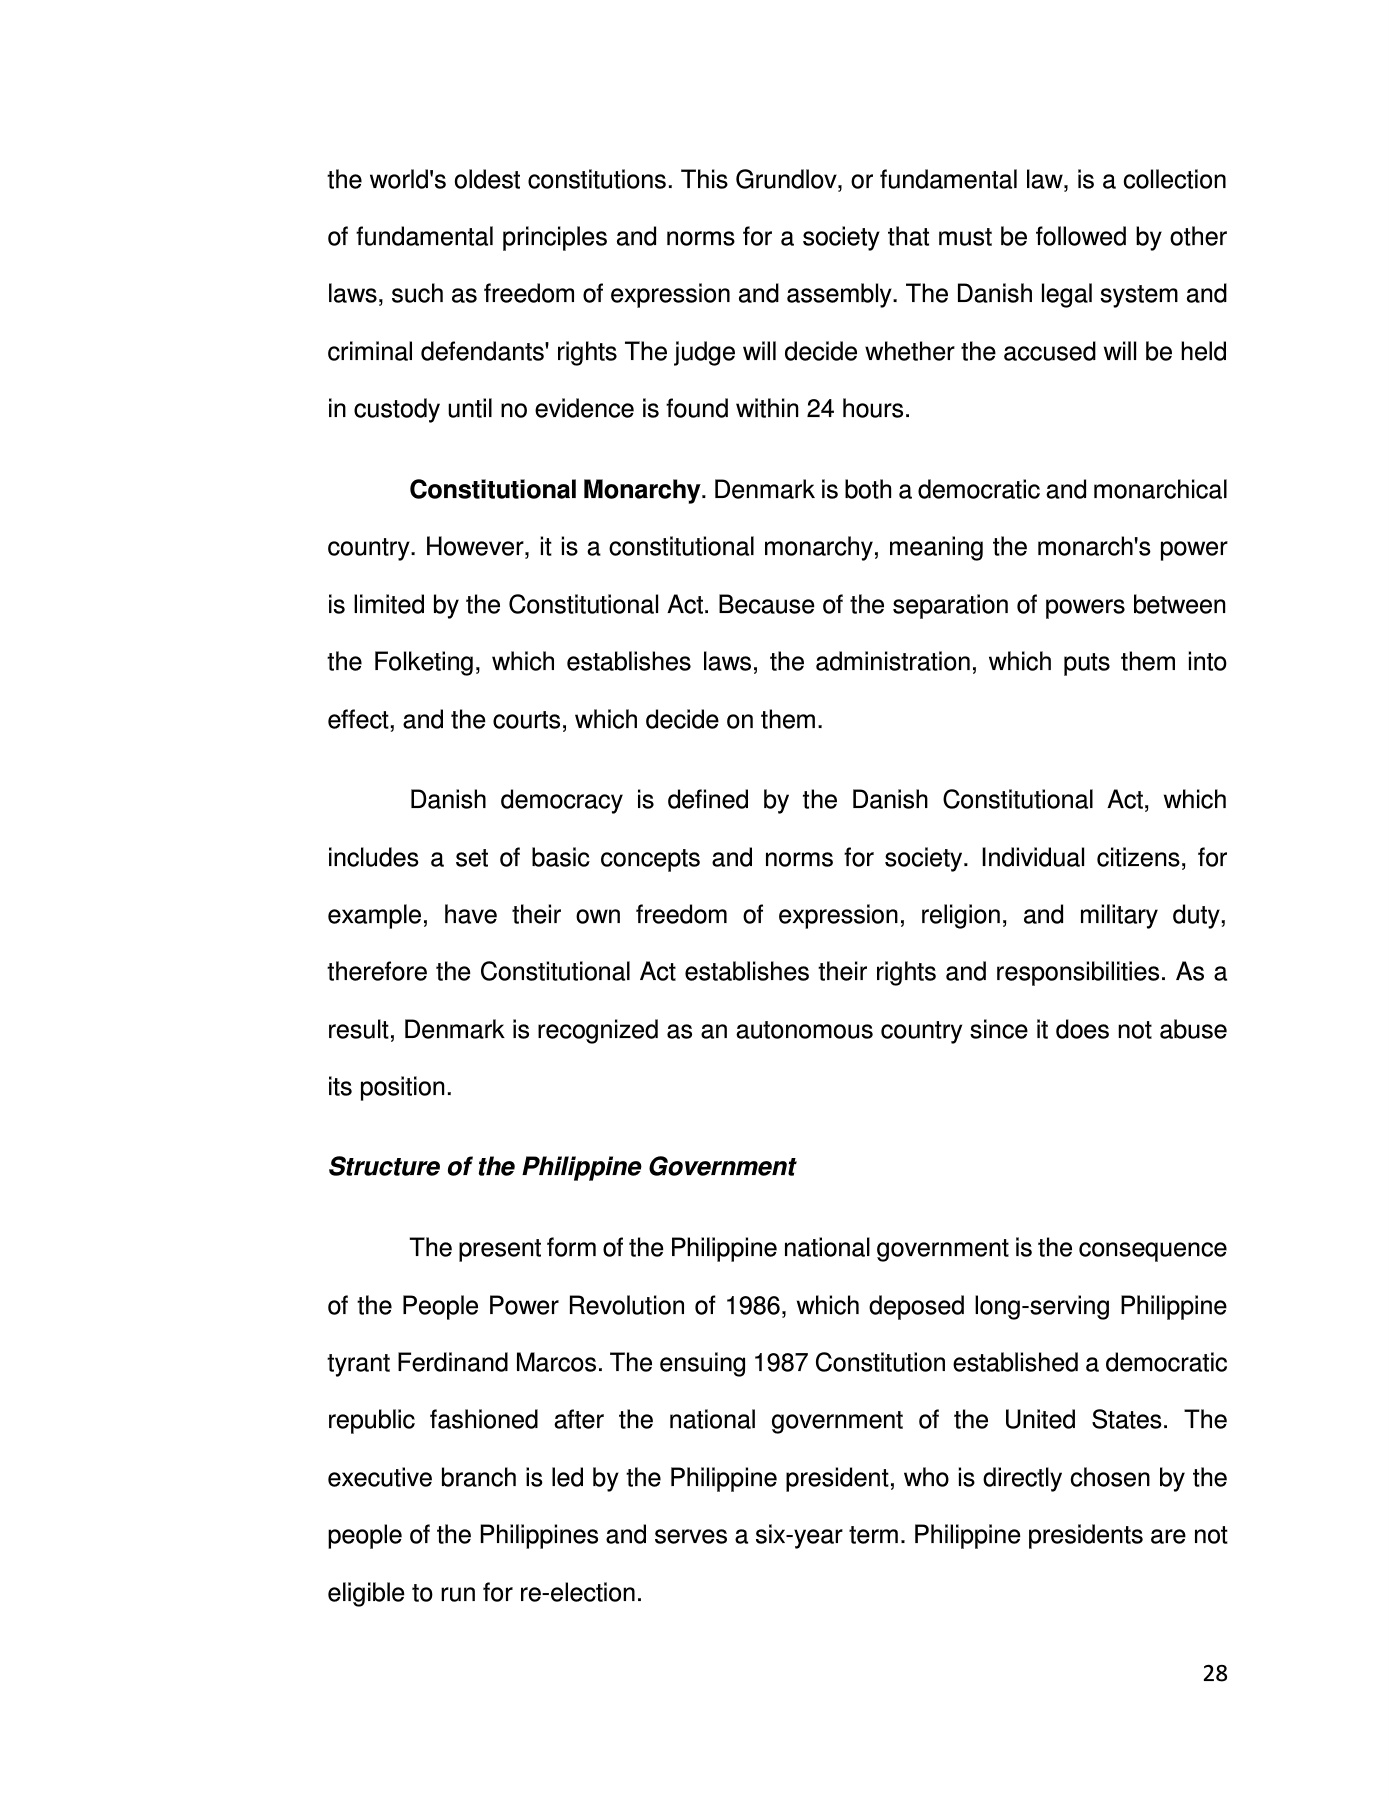 the world's oldest constitutions. This Grundlov, or fundamental law, is a collection
of fundamental principles and norms for a society that must be followed by other
laws, such as freedom of expression and assembly. The Danish legal system and
criminal defendants' rights The judge will decide whether the accused will be held
in custody until no evidence is found within 24 hours.
Constitutional Monarchy. Denmark is both a democratic and monarchical
country. However, it is a constitutional monarchy, meaning the monarch's power
is limited by the Constitutional Act. Because of the separation of powers between
the Folketing, which establishes laws, the administration, which puts them into
effect, and the courts, which decide on them.
Danish democracy is defined by the Danish Constitutional Act, which
includes a set of basic concepts and norms for society. Individual citizens, for
example, have their own freedom of expression, religion, and military duty,
therefore the Constitutional Act establishes their rights and responsibilities. As a
result, Denmark is recognized as an autonomous country since it does not abuse
its position.
Structure of the Philippine Government
The present form of the Philippine national government is the consequence
of the People Power Revolution of 1986, which deposed long-serving Philippine
tyrant Ferdinand Marcos. The ensuing 1987 Constitution established a democratic
republic fashioned after the national government of the United States. The
executive branch is led by the Philippine president, who is directly chosen by the
people of the Philippines and serves a six-year term. Philippine presidents are not
eligible to run for re-election.
28